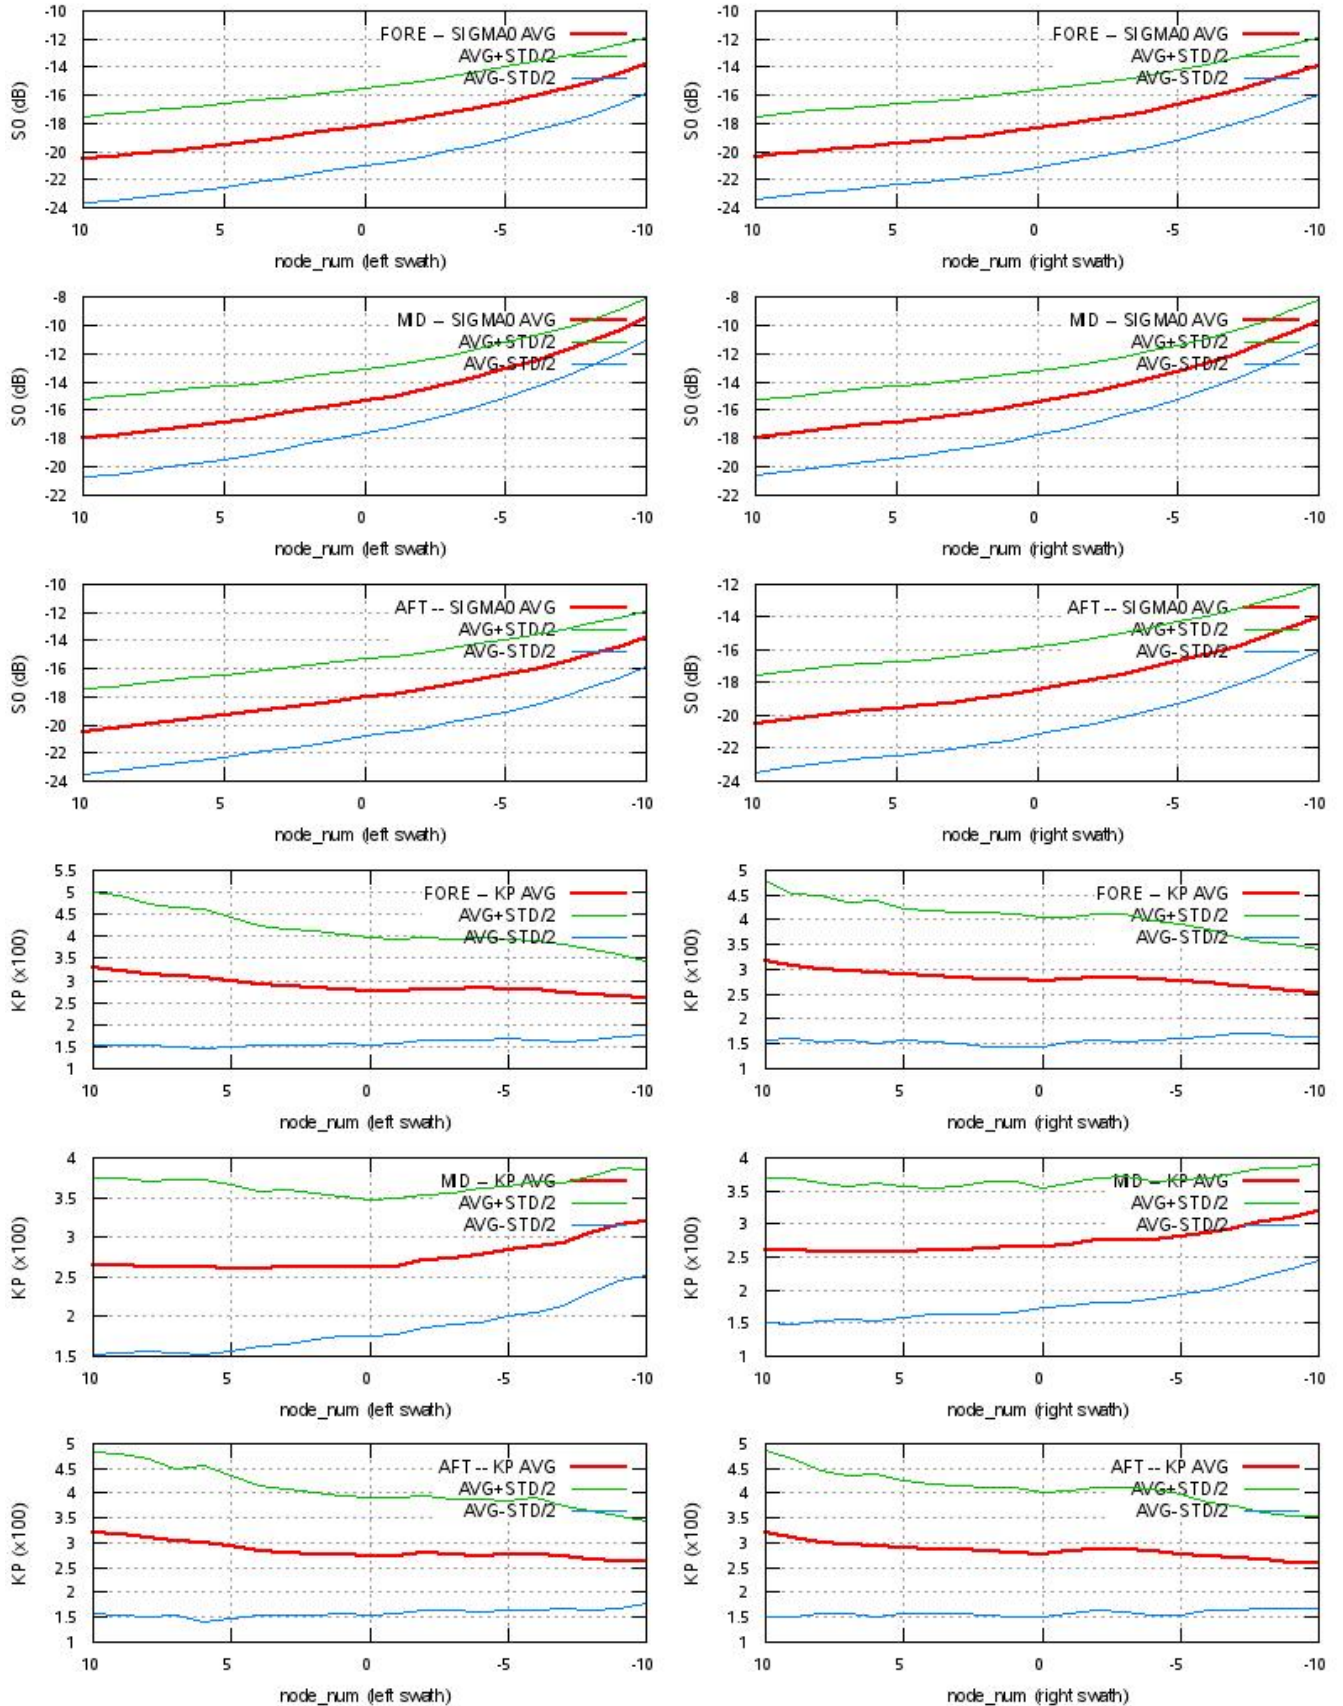 -10
-12
-14
-16
-18
-20
-22
-24
S0 (dB)
FORE – SIGMA0 AVG
AVG+STD/2
AVG-STD/2
10 5 0 -5 -10
node_num (left swath)
-10
-12
-14
-16
-18
-20
-22
-24
S0 (dB)
FORE – SIGMA0 AVG
AVG+STD/2
AVG-STD/2
10 5 0 -5 -10
node_num (right swath)
-8
-10
-12
-14
-16
-18
-20
-22
S0 (dB)
MID – SIGMA0 AVG
AVG+STD/2
AVG-STD/2
10 5 0 -5 -10
node_num (left swath)
-8
-10
-12
-14
-16
-18
-20
-22
S0 (dB)
MID – SIGMA0 AVG
AVG+STD/2
AVG-STD/2
10 5 0 -5 -10
node_num (right swath)
-10
-12
-14
-16
-18
-20
-22
-24
S0 (dB)
AFT -- SIGMA0 AVG
AVG+STD/2
AVG-STD/2
10 5 0 -5 -10
node_num (left swath)
-12
-14
-16
-18
-20
-22
-24
S0 (dB)
AFT -- SIGMA0 AVG
AVG+STD/2
AVG-STD/2
10 5 0 -5 -10
node_num (right swath)
5.5
5
4.5
4
3.5
3
2.5
2
1.5
1
KP (x100)
FORE – KP AVG
AVG+STD/2
AVG-STD/2
10 5 0 -5 -10
node_num (left swath)
5
4.5
4
3.5
3
2.5
2
1.5
1
KP (x100)
FORE – KP AVG
AVG+STD/2
AVG-STD/2
10 5 0 -5 -10
node_num (right swath)
4
3.5
3
2.5
2
1.5
KP (x100)
MID – KP AVG
AVG+STD/2
AVG-STD/2
10 5 0 -5 -10
node_num (left swath)
4
3.5
3
2.5
2
1.5
1
KP (x100)
MID – KP AVG
AVG+STD/2
AVG-STD/2
10 5 0 -5 -10
node_num (right swath)
5
4.5
4
3.5
3
2.5
2
1.5
1
KP (x100)
AFT -- KP AVG
AVG+STD/2
AVG-STD/2
10 5 0 -5 -10
node_num (left swath)
5
4.5
4
3.5
3
2.5
2
1.5
1
KP (x100)
AFT -- KP AVG
AVG+STD/2
AVG-STD/2
10 5 0 -5 -10
node_num (right swath)